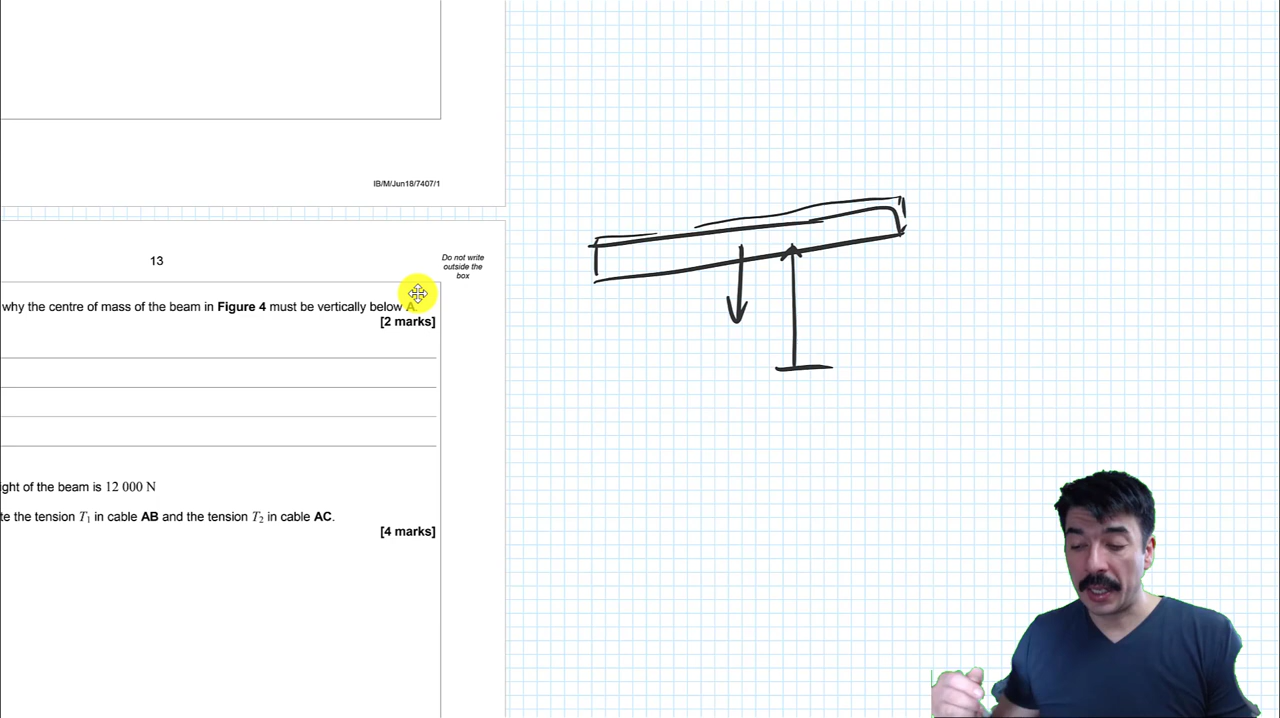 IB/M/Jun18/7407/1
13
Do not write
outside the
box
why the centre of mass of the beam in Figure 4 must be vertically below A.
[2 marks]
ight of the beam is 12 000 N
te the tension T1 in cable AB and the tension T2 in cable AC.
[4 marks]